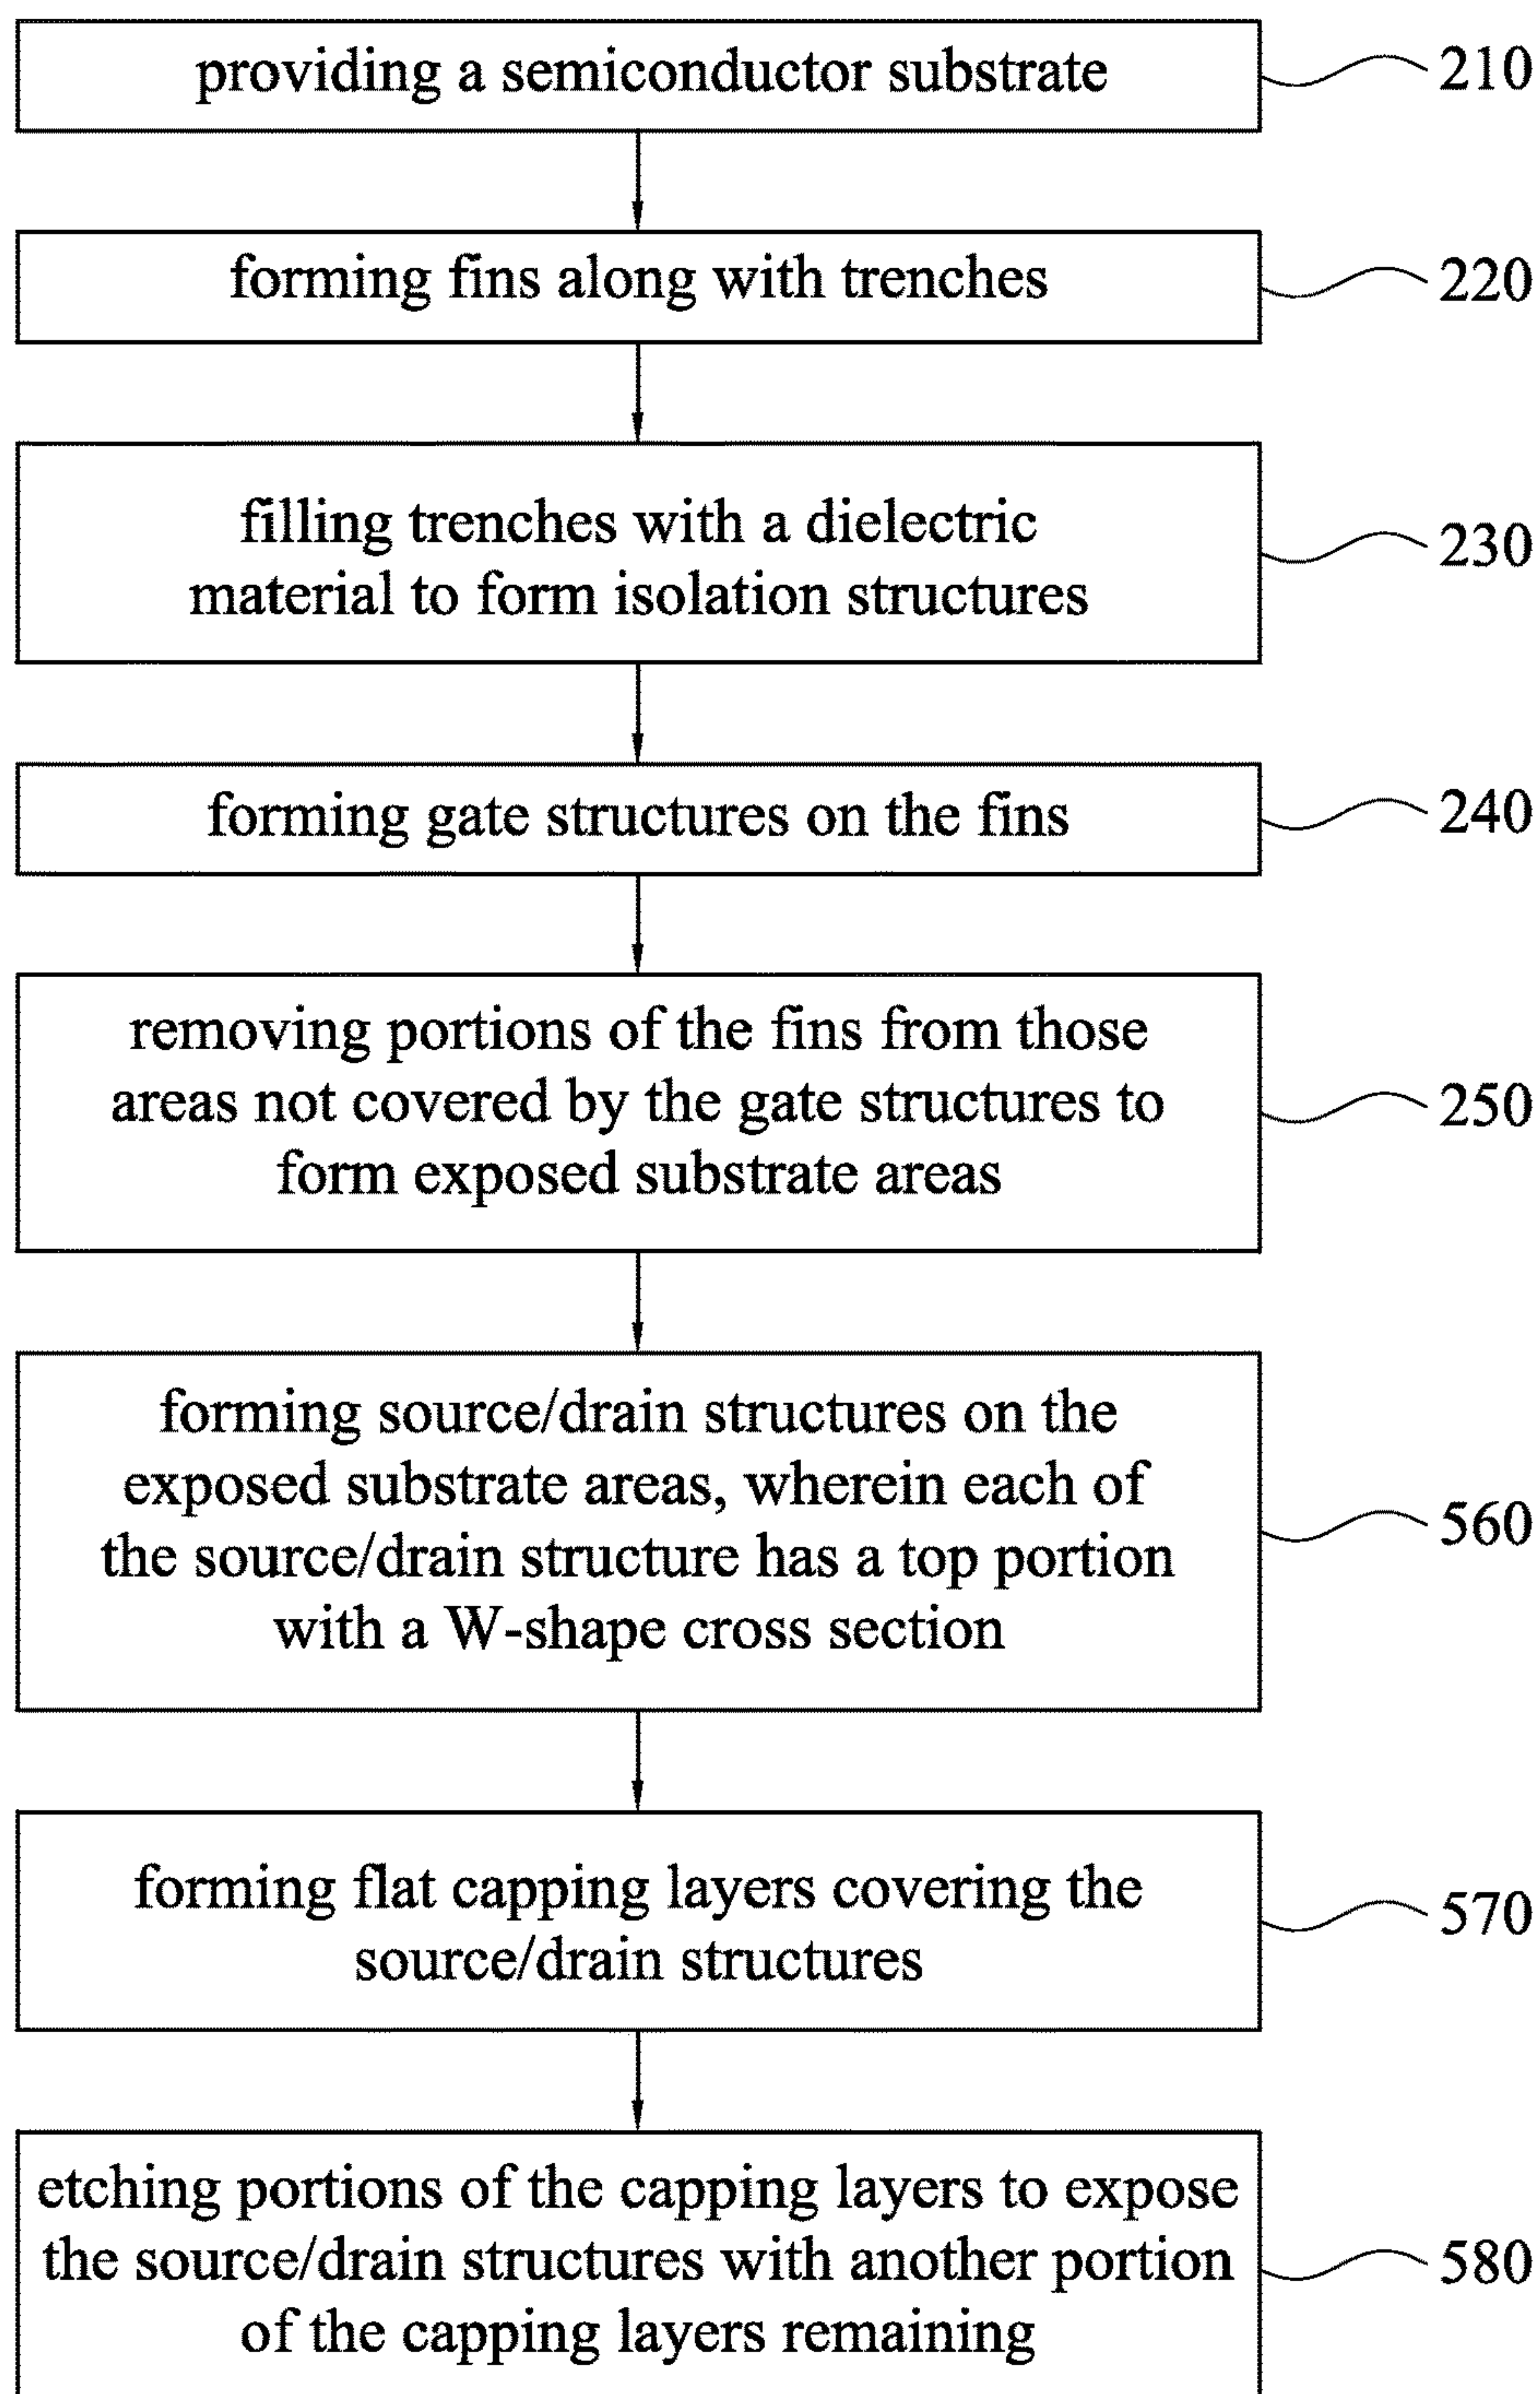 providing a semiconductor substrate
210
forming fins along with trenches
220
filling trenches with a dielectric
material to form isolation structures
230
forming gate structures on the fins
240
removing portions of the fins from those
areas not covered by the gate structures to
form exposed substrate areas
250
forming source/drain structures on the
exposed substrate areas, wherein each of
the source/drain structure has a top portion
with a W-shape cross section
560
forming flat capping layers covering the
source/drain structures
570
etching portions of the capping layers to expose
the source/drain structures with another portion
of the capping layers remaining
580